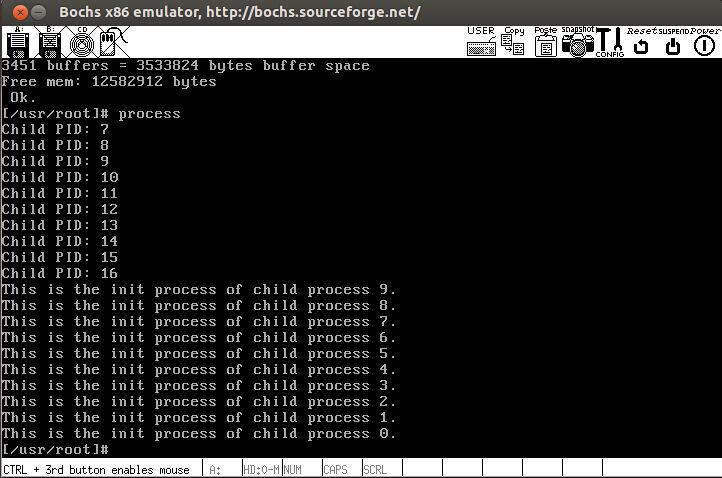 Bochs x86 emulator, http://bochs.sourceforge.net/
A: B: CD USER Copy Paste snapshot CONFIG Reset SUSPEND Power
3451 buffers = 3533824 bytes buffer space
Free mem: 12582912 bytes
Ok.
[/usr/root]# process
Child PID: 7
Child PID: 8
Child PID: 9
Child PID: 10
Child PID: 11
Child PID: 12
Child PID: 13
Child PID: 14
Child PID: 15
Child PID: 16
This is the init process of child process 9.
This is the init process of child process 8.
This is the init process of child process 7.
This is the init process of child process 6.
This is the init process of child process 5.
This is the init process of child process 4.
This is the init process of child process 3.
This is the init process of child process 2.
This is the init process of child process 1.
This is the init process of child process 0.
[/usr/root]#
CTRL + 3rd button enables mouse A: HD:0-M NUM CAPS SCRL